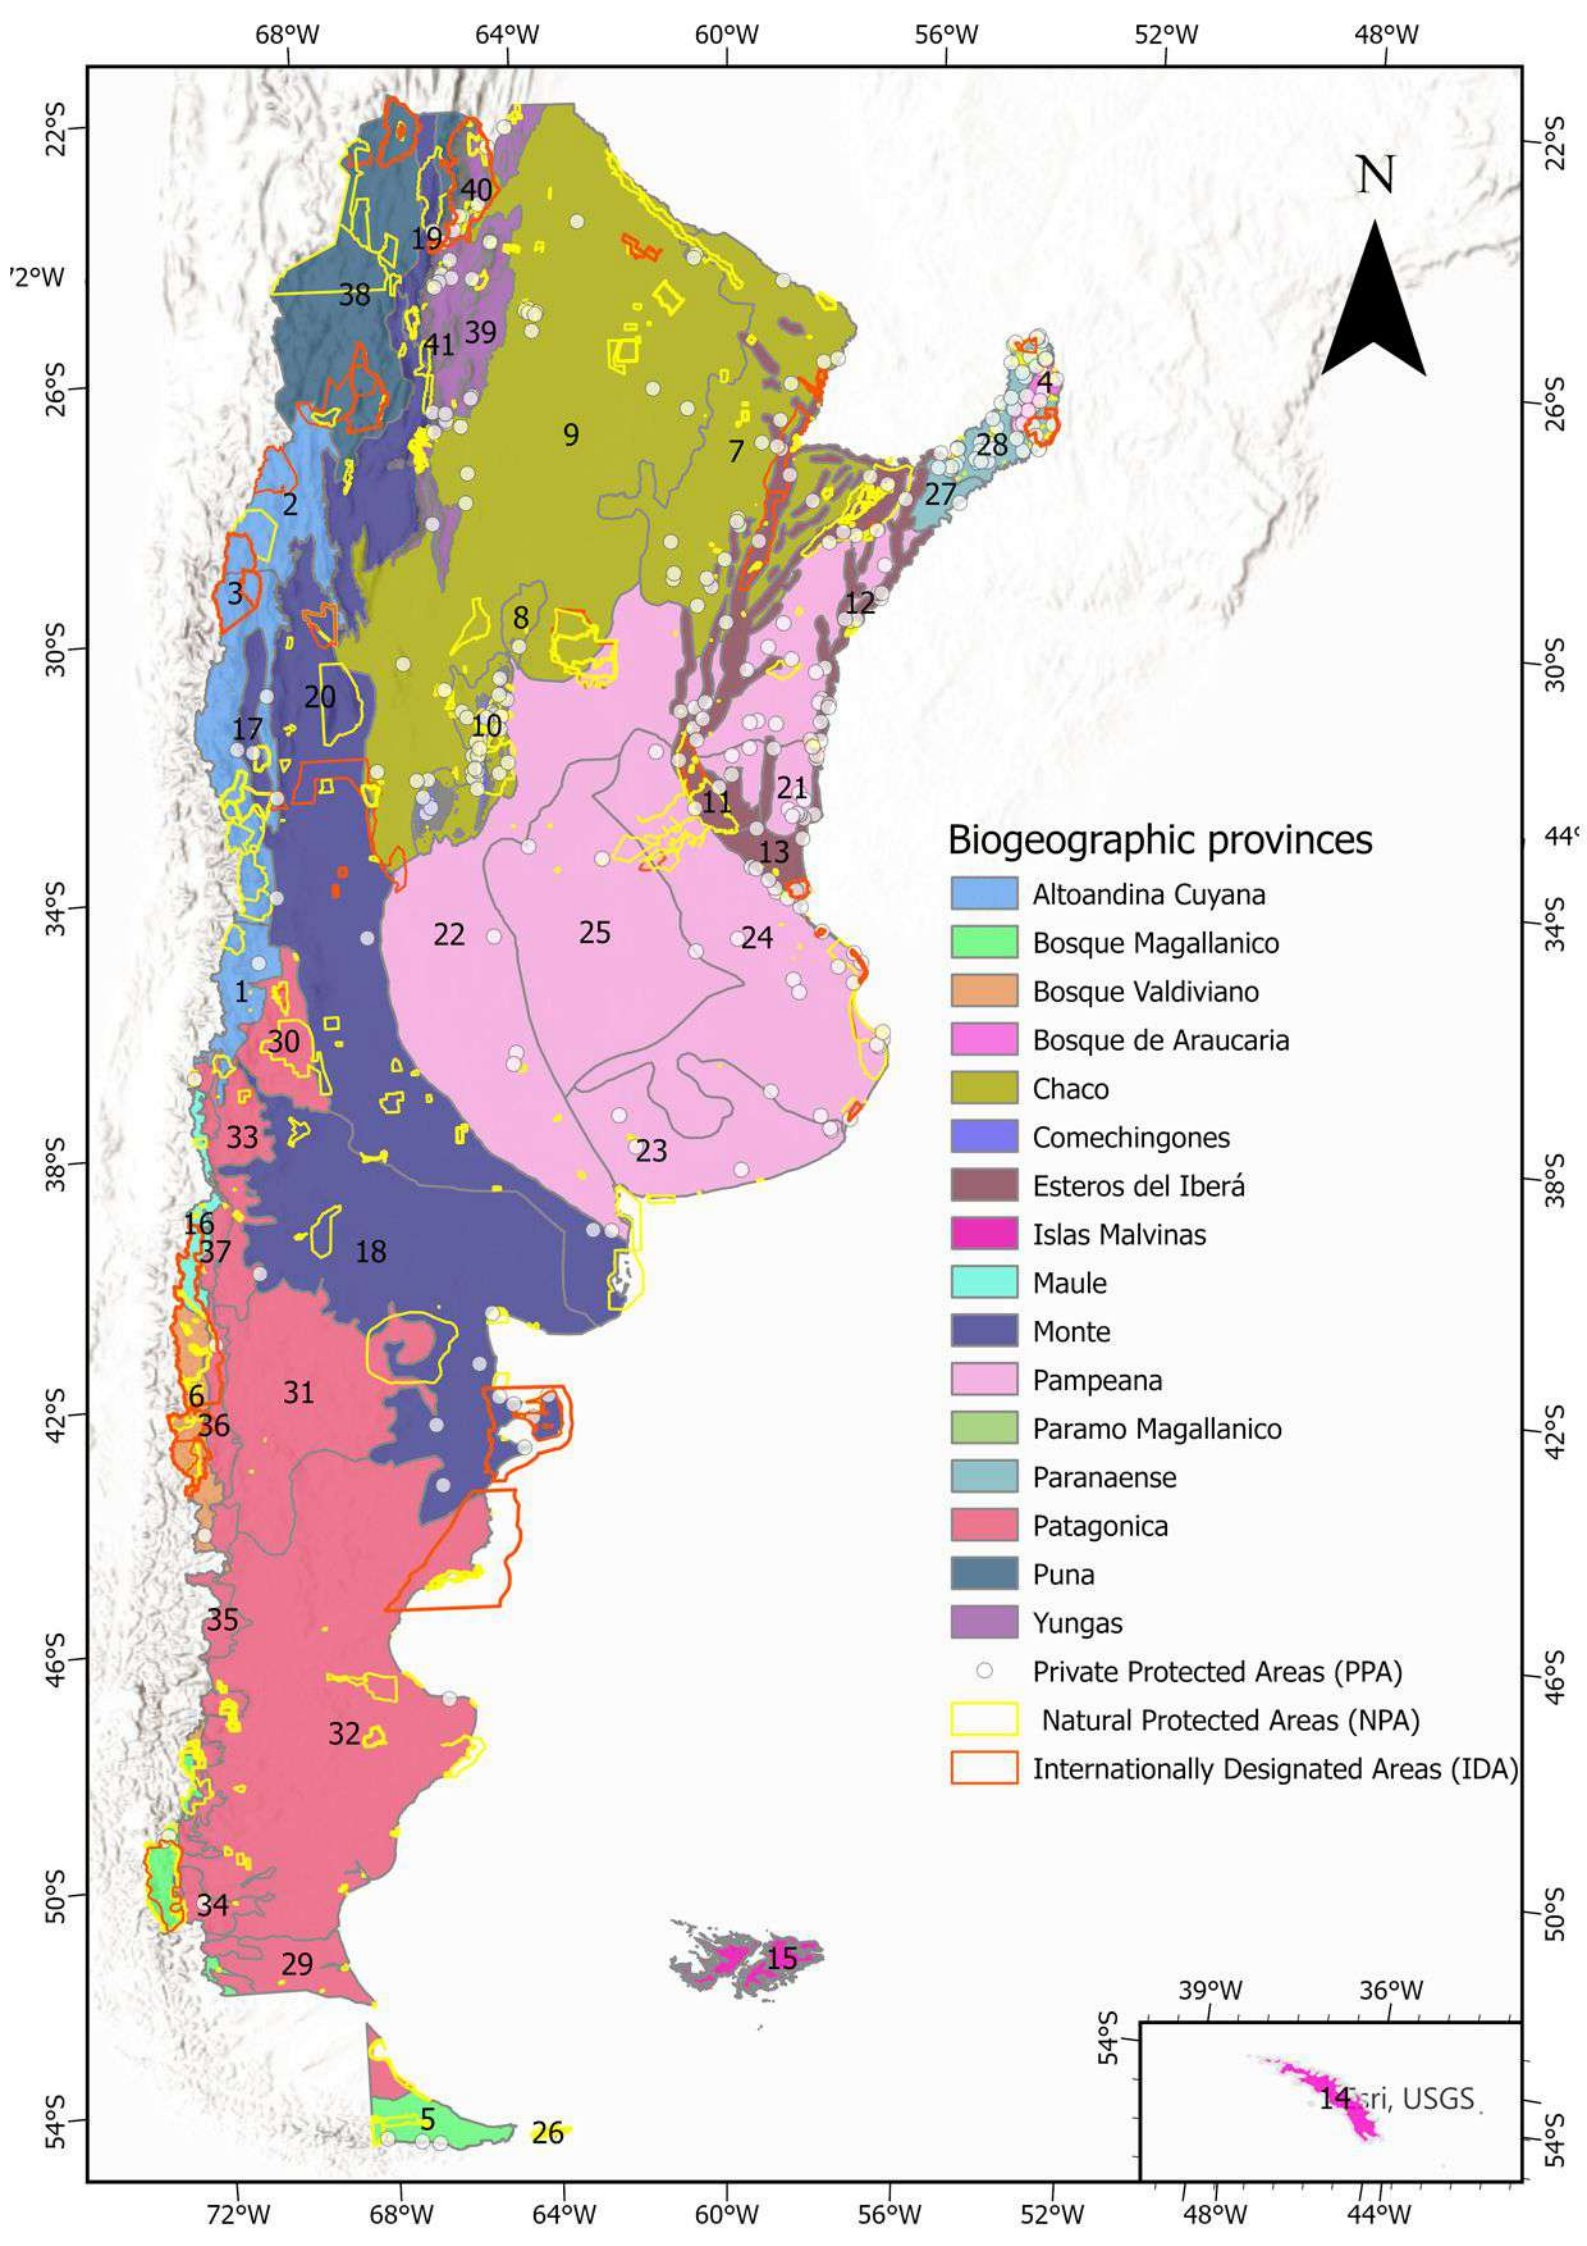 68°W 64°W 60°W 56°W 52°W 48°W
22°S 22°S
N
40
19
'2°W
38
39
41
26°S 26°S
4
9
7
28
27
2
3
8
12
30°S 30°S
20
17
10
21
11
13
Biogeographic provinces
44°
Altoandina Cuyana
34°S 34°S
22
25
24
Bosque Magallanico
1
Bosque Valdiviano
30
Bosque de Araucaria
Chaco
33
Comechingones
23
38°S 38°S
Esteros del Iberá
16
37
18
Islas Malvinas
Maule
Monte
Pampeana
6
31
36
42°S 42°S
Paramo Magallanico
Paranaense
Patagonica
Puna
35
Yungas
46°S 46°S
Private Protected Areas (PPA)
32
Natural Protected Areas (NPA)
Internationally Designated Areas (IDA)
34
50°S 50°S
29
15
39°W 36°W
54°S
14 sri, USGS
5
26
54°S 54°S
72°W 68°W 64°W 60°W 56°W 52°W 48°W 44°W